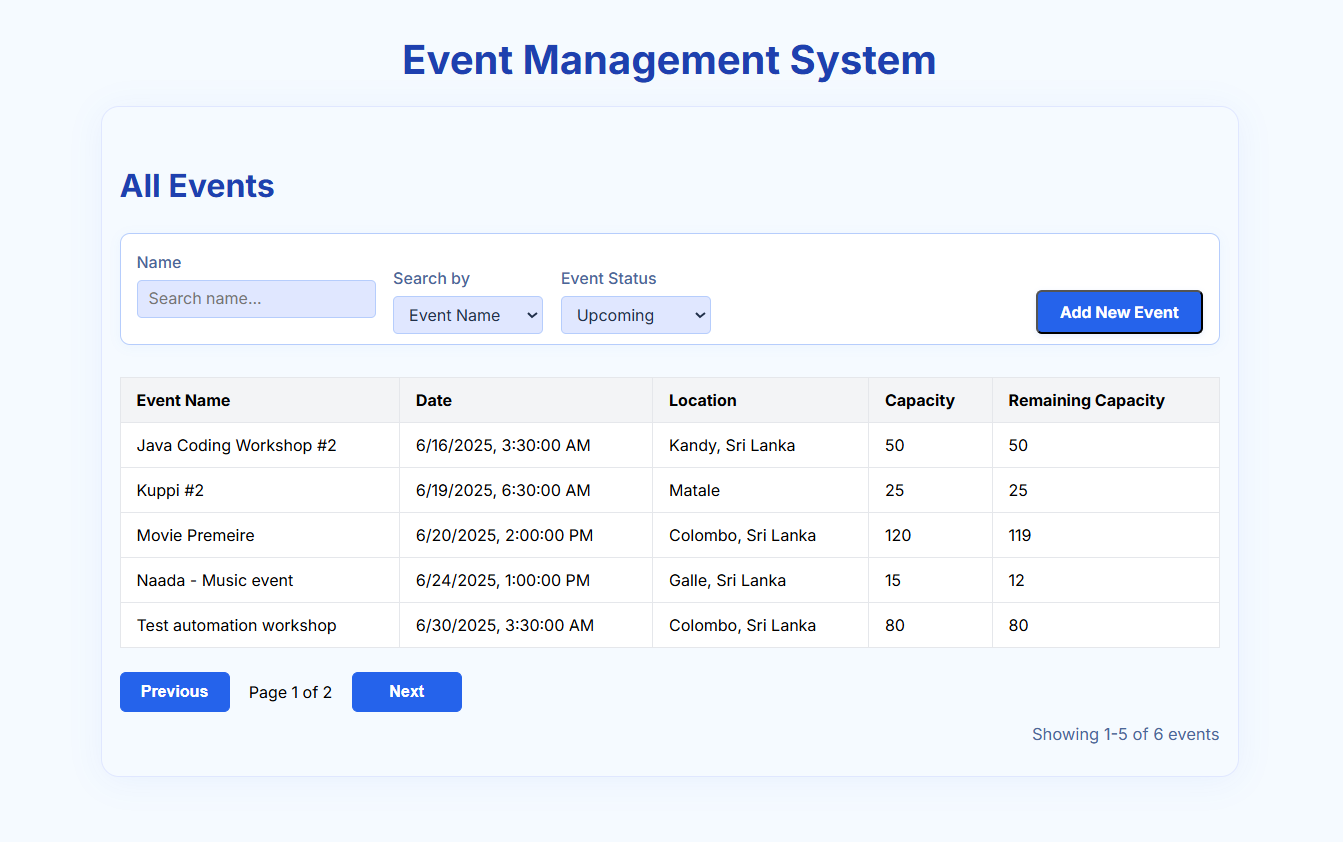 Event Management System
All Events
Name
Search name...
Search by
Event Name
Event Status
Upcoming
Add New Event
Event Name Date Location Capacity Remaining Capacity
Java Coding Workshop #2 6/16/2025, 3:30:00 AM Kandy, Sri Lanka 50 50
Kuppi #2 6/19/2025, 6:30:00 AM Matale 25 25
Movie Premeire 6/20/2025, 2:00:00 PM Colombo, Sri Lanka 120 119
Naada - Music event 6/24/2025, 1:00:00 PM Galle, Sri Lanka 15 12
Test automation workshop 6/30/2025, 3:30:00 AM Colombo, Sri Lanka 80 80
Previous Page 1 of 2 Next
Showing 1-5 of 6 events